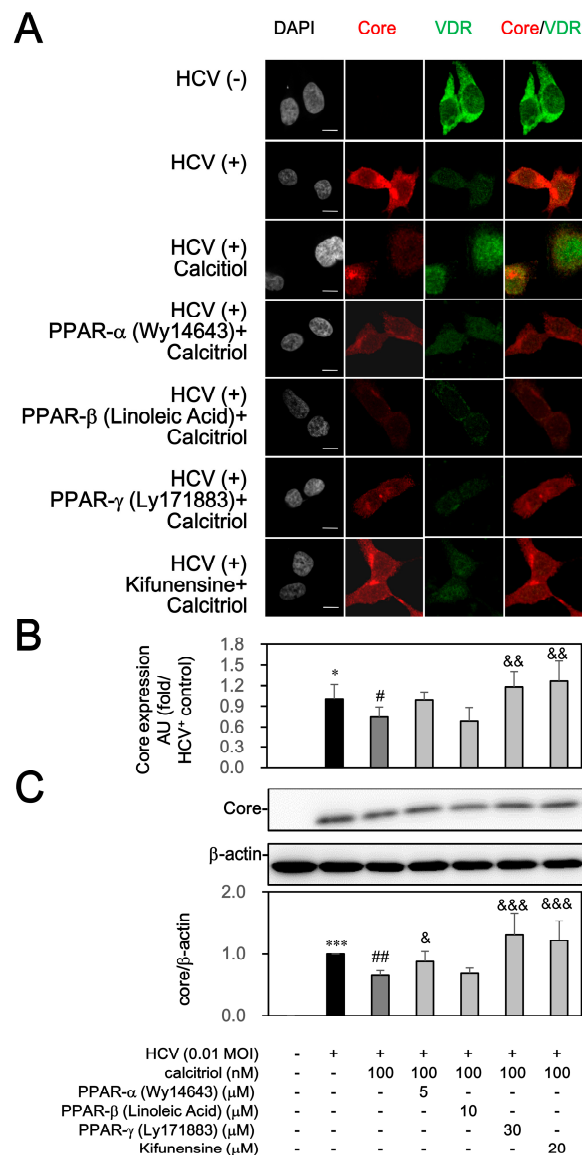 A
DAPI Core VDR Core/VDR
HCV (-)
HCV (+)
HCV (+)
Calcitiol
HCV (+)
PPAR-α (Wy14643)+
Calcitriol
HCV (+)
PPAR-β (Linoleic Acid)+
Calcitriol
HCV (+)
PPAR-γ (Ly171883)+
Calcitriol
HCV (+)
Kifunensine+
Calcitriol
B
Core expression
AU (fold/
HCV⁺ control)
1.8
1.5
1.2
0.9
0.6
0.3
0.0
* # && &&
C
Core
β-actin-
core/β-actin
2.0
1.0
0.0
*** ## & &&& &&&
HCV (0.01 MOI) - + + + + + +
calcitriol (nM) - - 100 100 100 100 100
PPAR-α (Wy14643) (μM) - - - 5 - - -
PPAR-β (Linoleic Acid) (μM) - - - - 10 - -
PPAR-γ (Ly171883) (μM) - - - - - 30 -
Kifunensine (μM) - - - - - - 20